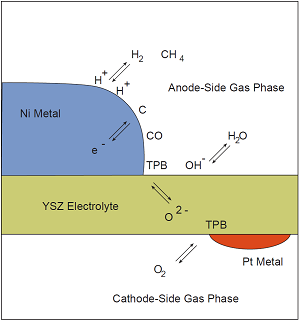 H2 CH4
H+
H+
Anode-Side Gas Phase
C
Ni Metal
CO
H2O
e-
TPB
OH-
YSZ Electrolyte
O2-
TPB
O2
Pt Metal
Cathode-Side Gas Phase